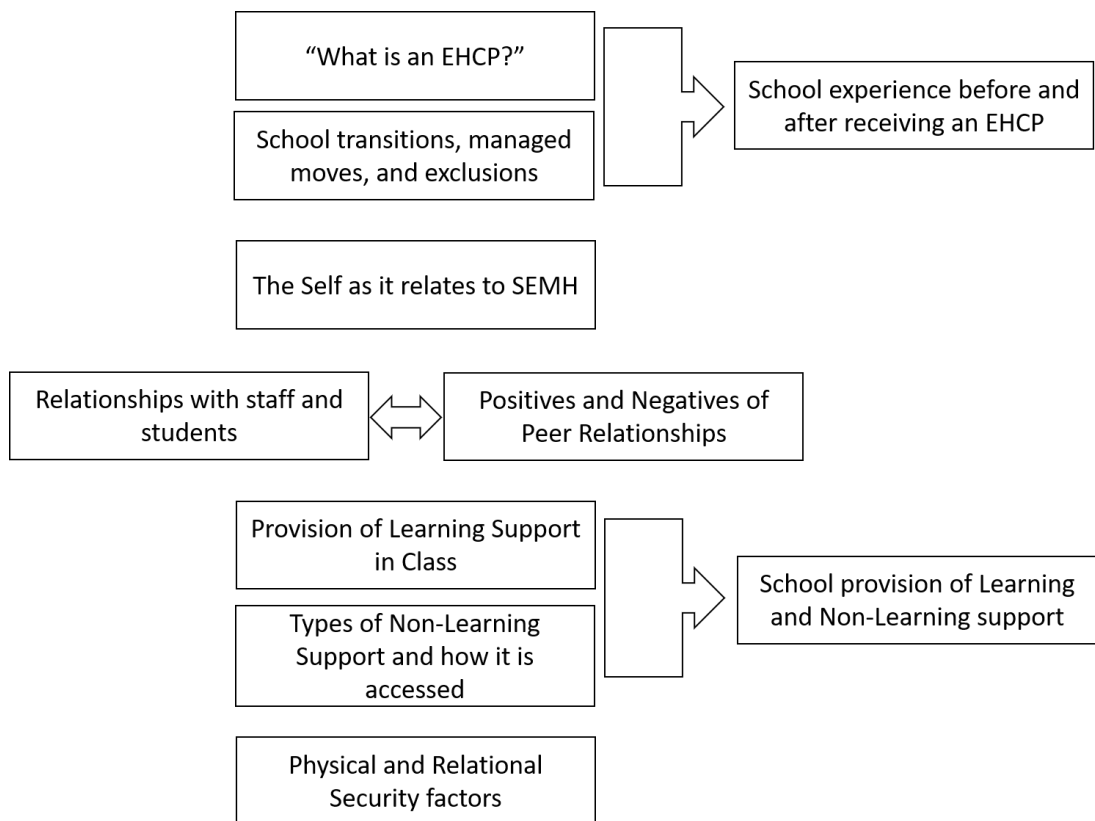 “What is an EHCP?”
School transitions, managed
moves, and exclusions
School experience before and
after receiving an EHCP
The Self as it relates to SEMH
Relationships with staff and
students
Positives and Negatives of
Peer Relationships
Provision of Learning Support
in Class
Types of Non-Learning
Support and how it is
accessed
School provision of Learning
and Non-Learning support
Physical and Relational
Security factors